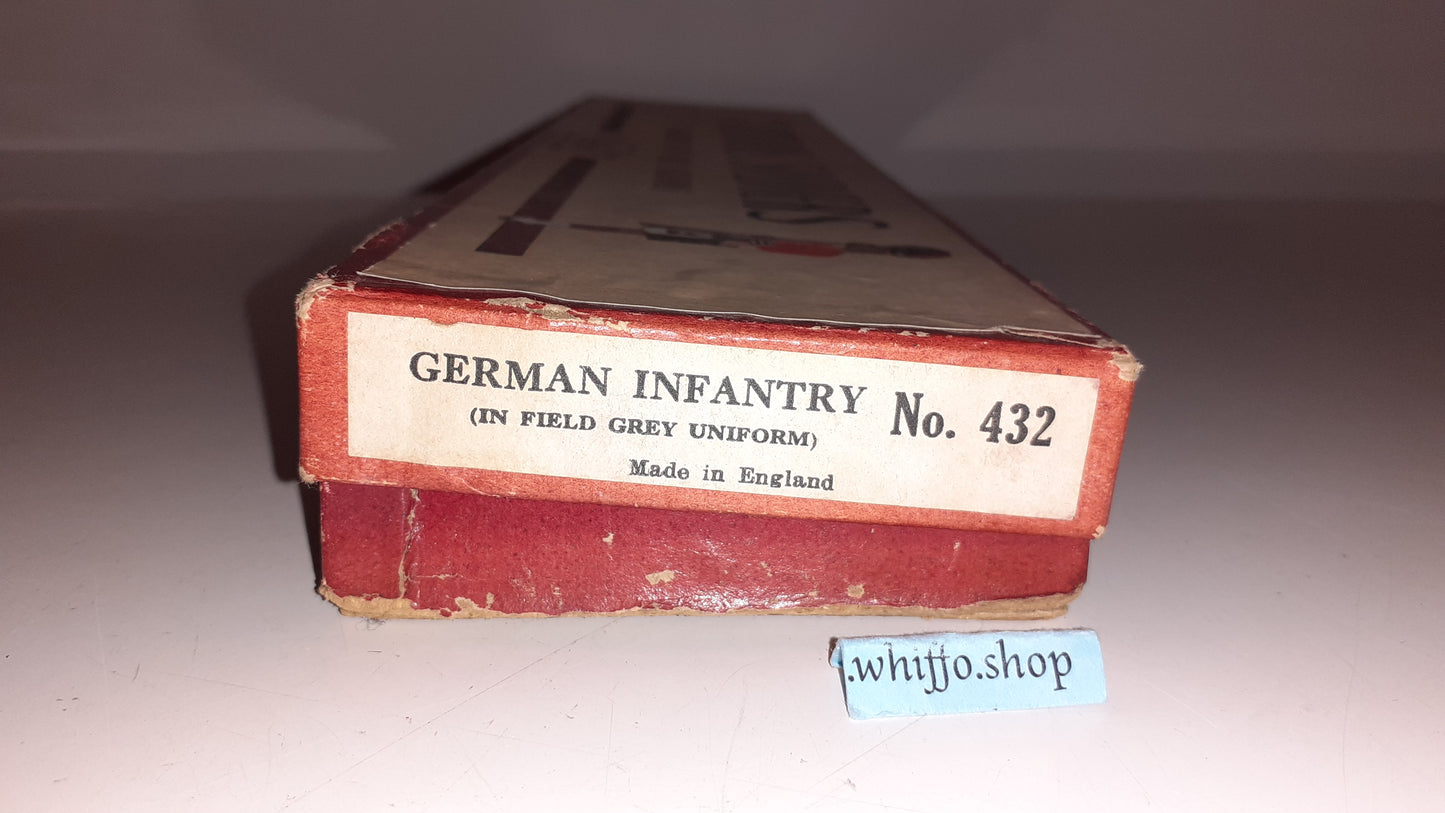 GERMAN INFANTRY No. 432
(IN FIELD GREY UNIFORM)
Made in England
.whiffo.shop